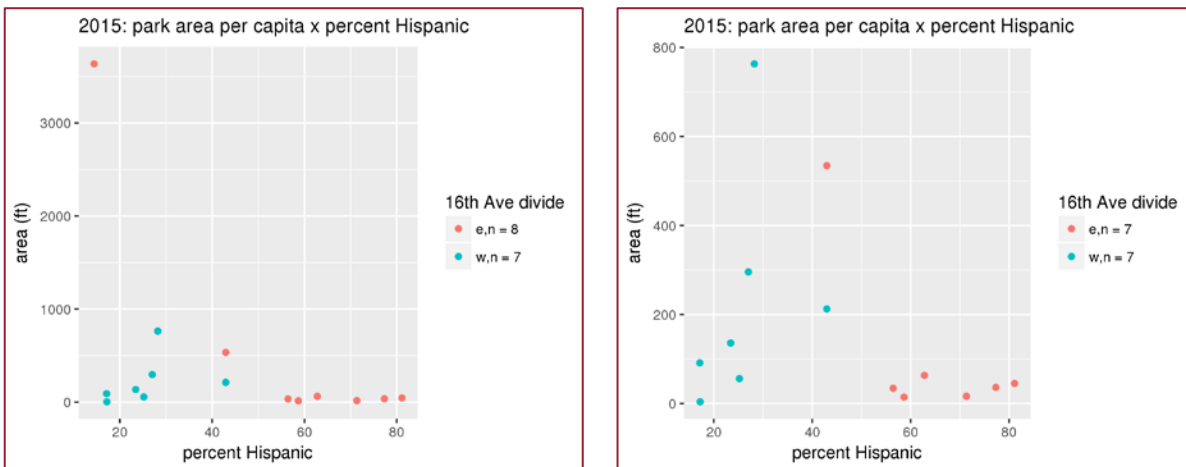 2015: park area per capita x percent Hispanic
3000
2000
1000
0
area (ft)
20 40 60 80
percent Hispanic
16th Ave divide
e,n = 8
w,n = 7
2015: park area per capita x percent Hispanic
800
600
400
200
0
area (ft)
20 40 60 80
percent Hispanic
16th Ave divide
e,n = 7
w,n = 7